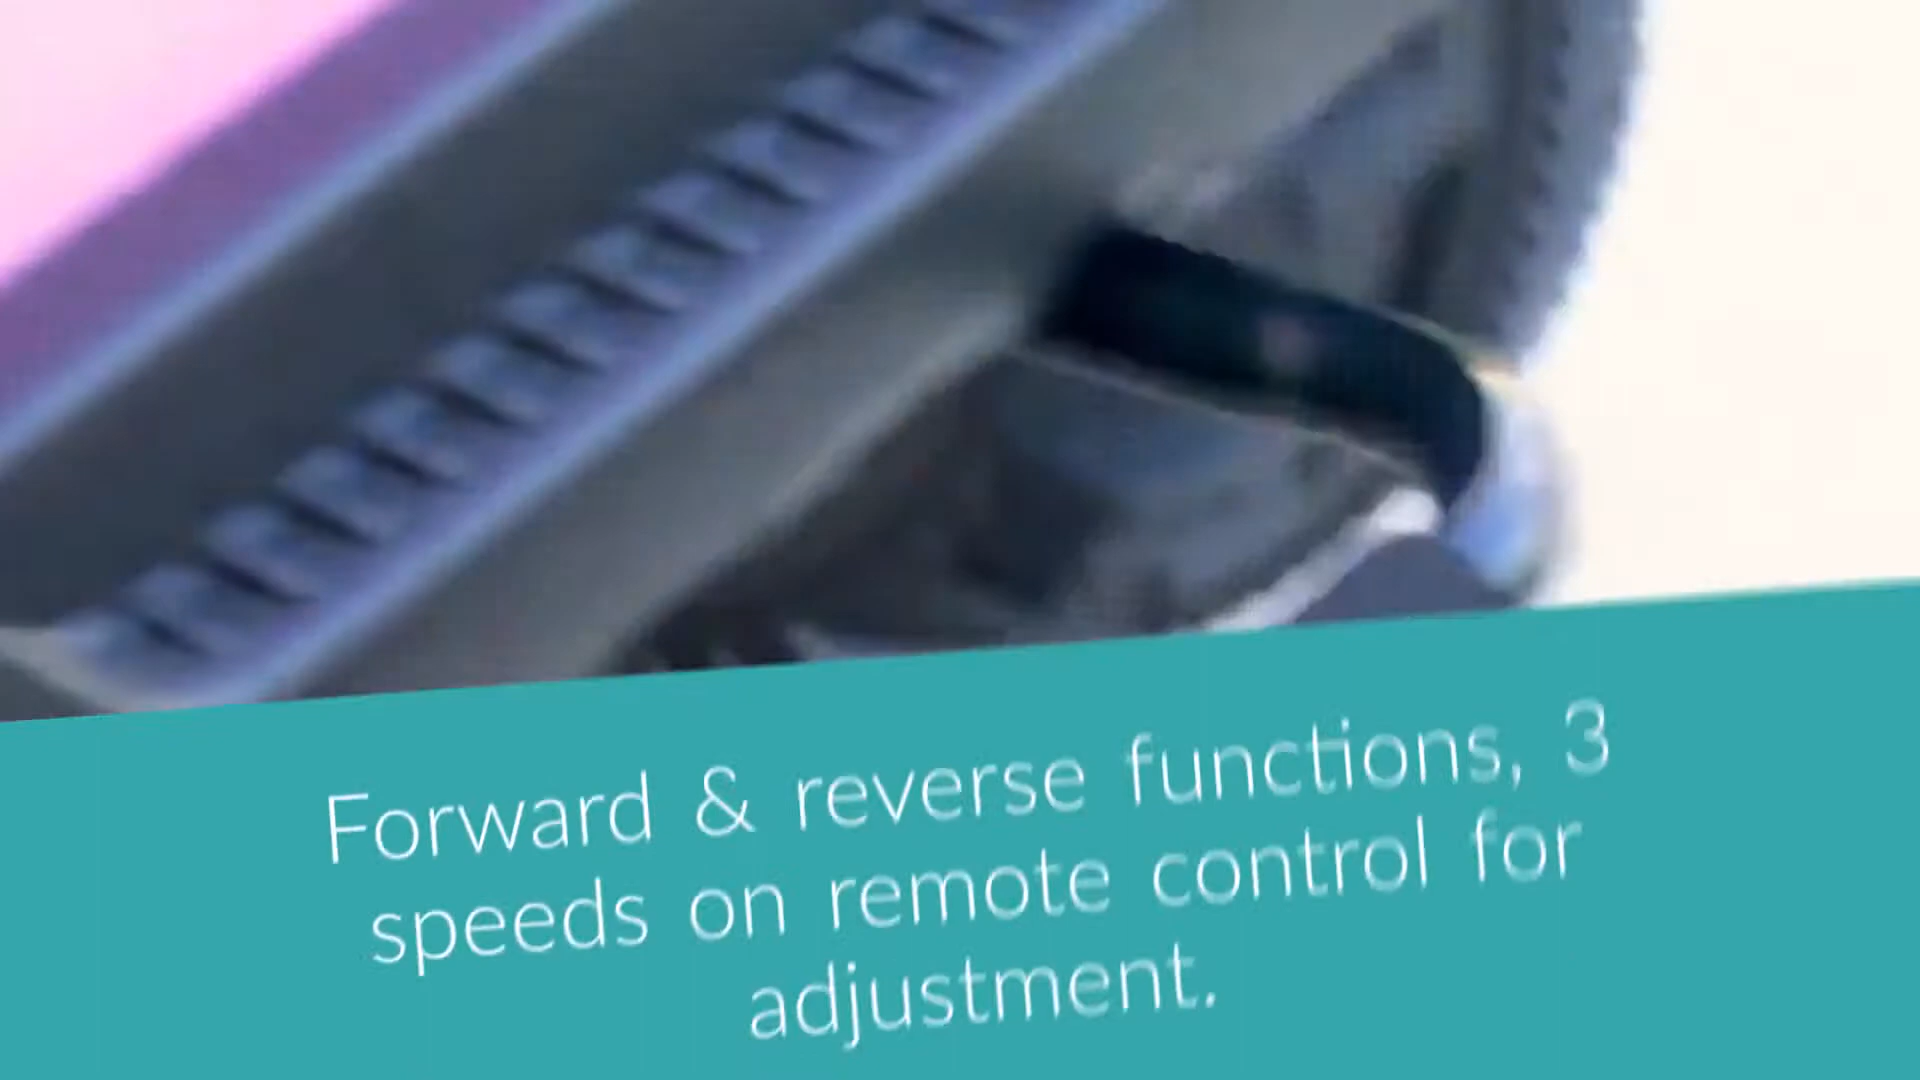 Forward & reverse functions, 3
speeds on remote control for
adjustment.